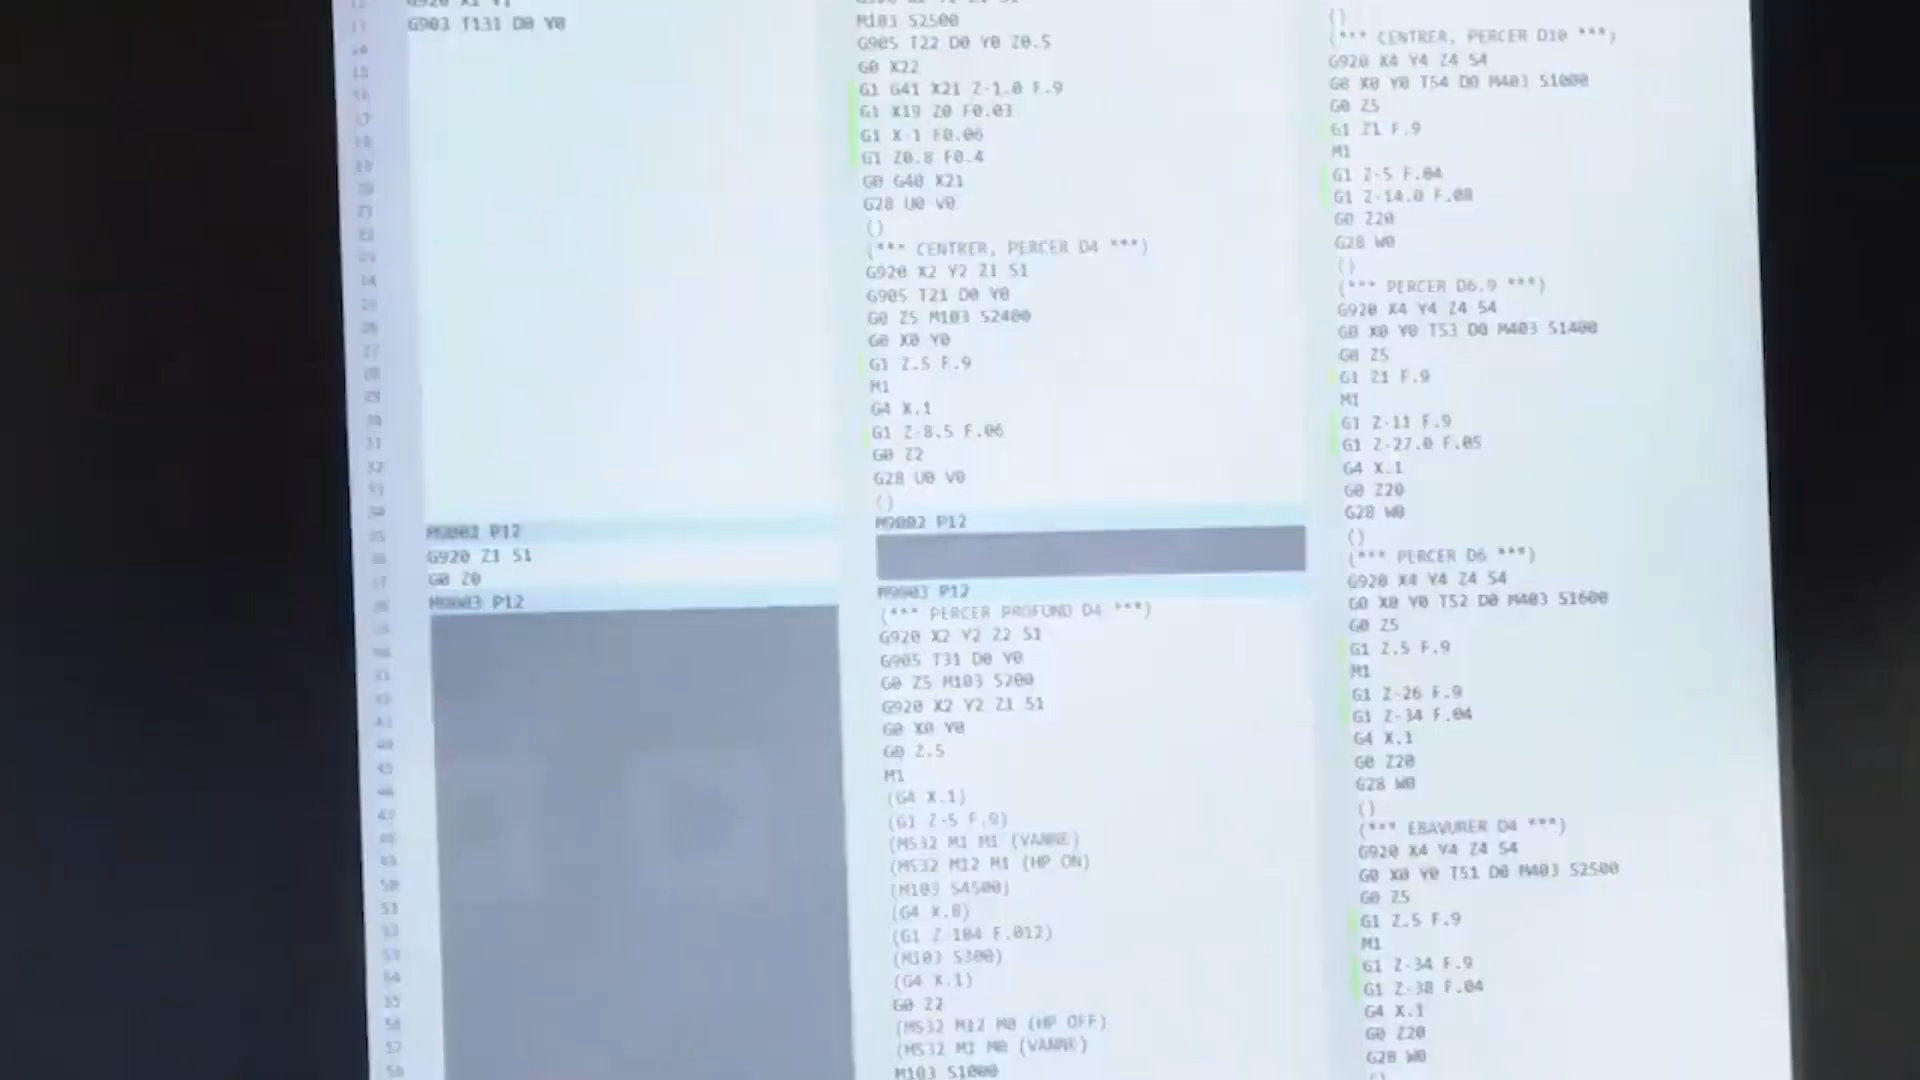 G903 T131 D0 Y0
M9002 P12
G920 Z1 S1
G0 Z0
M9003 P12
M103 S2500
G905 T22 D0 Y0 Z0.5
G0 X22
G1 G41 X21 Z-1.0 F.9
G1 X19 Z0 F0.03
G1 X-1 F0.06
G1 Z0.8 F0.4
G0 G40 X21
G28 U0 V0
()
(*** CENTRER, PERCER D4 ***)
G920 X2 Y2 Z1 S1
G905 T21 D0 Y0
G0 Z5 M103 S2400
G0 X0 Y0
G1 Z.5 F.9
M1
G4 X.1
G1 Z-8.5 F.06
G0 Z2
G28 U0 V0
()
M9002 P12
M9003 P12
(*** PERCER PROFOND D4 ***)
G920 X2 Y2 Z2 S1
G905 T31 D0 Y0
G0 Z5 M103 S200
G920 X2 Y2 Z1 S1
G0 X0 Y0
G0 Z.5
M1
(G4 X.1)
(G1 Z-5 F.9)
(M532 M1 M1 (VANNE)
(M532 M12 M1 (HP ON)
(M103 S4500)
(G4 X.8)
(G1 Z-104 F.012)
(M103 S300)
(G4 X.1)
G0 Z2
(M532 M12 M0 (HP OFF)
(M532 M1 M0 (VANNE)
M103 S1000
()
(*** CENTRER, PERCER D10 ***)
G920 X4 Y4 Z4 S4
G0 X0 Y0 T54 D0 M403 S1000
G0 Z5
G1 Z1 F.9
M1
G1 Z-5 F.04
G1 Z-14.0 F.08
G0 Z20
G28 W0
()
(*** PERCER D6.9 ***)
G920 X4 Y4 Z4 S4
G0 X0 Y0 T53 D0 M403 S1400
G0 Z5
G1 Z1 F.9
M1
G1 Z-11 F.9
G1 Z-27.0 F.05
G4 X.1
G0 Z20
G28 W0
()
(*** PERCER D6 ***)
G920 X4 Y4 Z4 S4
G0 X0 Y0 T52 D0 M403 S1600
G0 Z5
G1 Z.5 F.9
M1
G1 Z-26 F.9
G1 Z-34 F.04
G4 X.1
G0 Z20
G28 W0
()
(*** EBAVURER D4 ***)
G920 X4 Y4 Z4 S4
G0 X0 Y0 T51 D0 M403 S2500
G0 Z5
G1 Z.5 F.9
M1
G1 Z-34 F.9
G1 Z-38 F.04
G4 X.1
G0 Z20
G28 W0